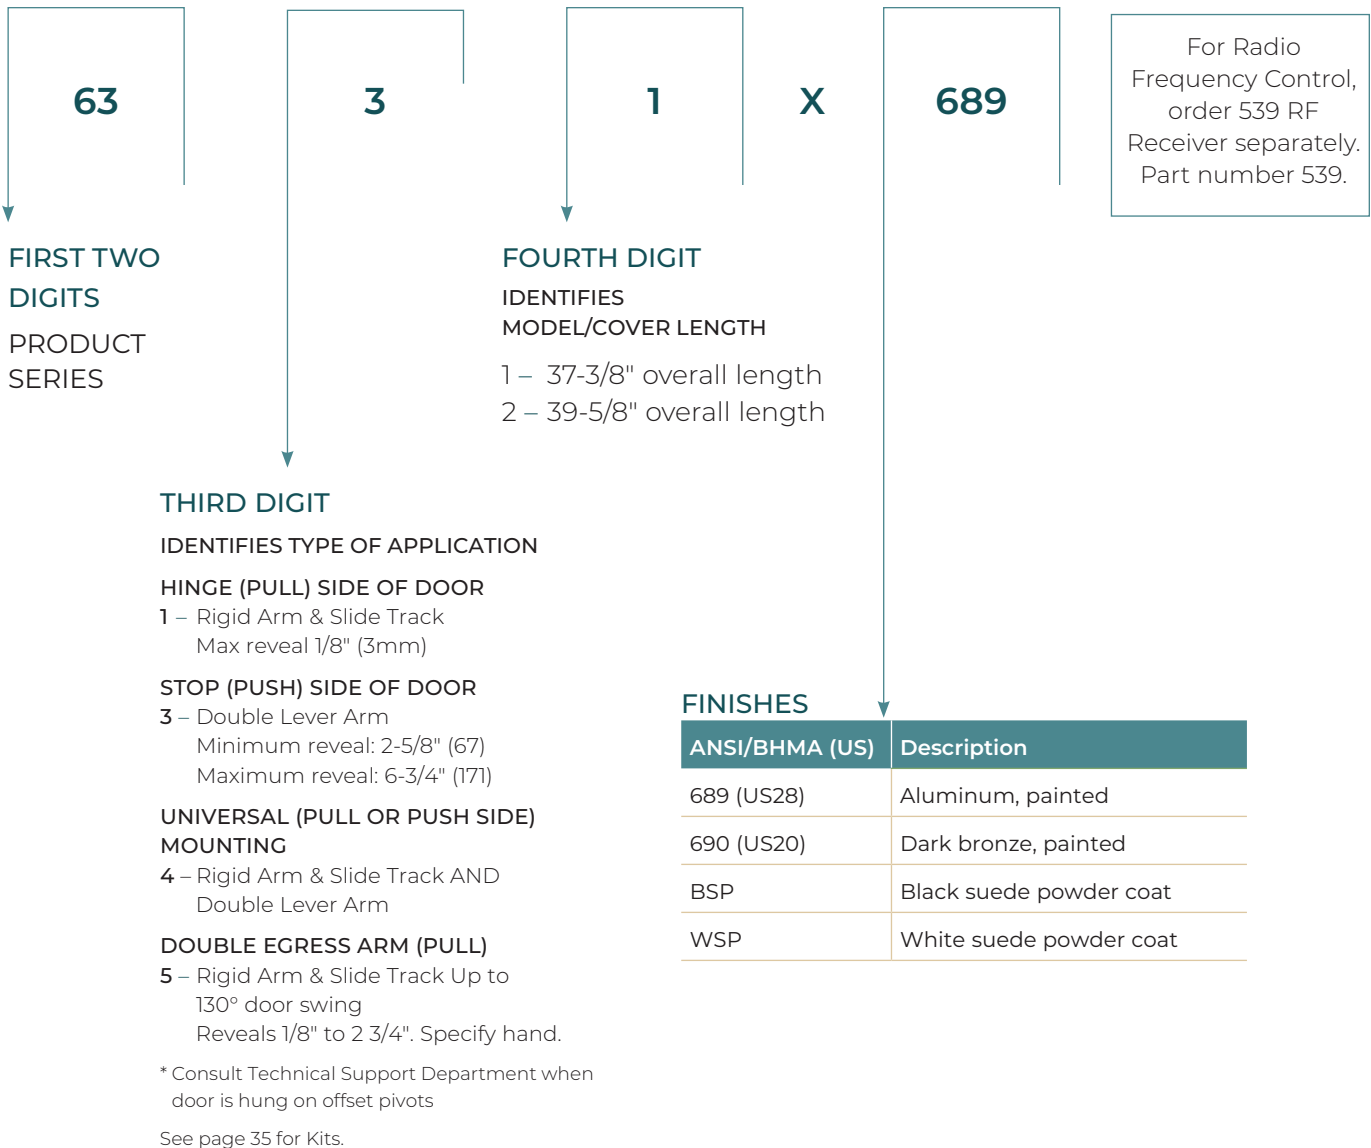 63
3
1
X
689
For Radio
Frequency Control,
order 539 RF
Receiver separately.
Part number 539.
FIRST TWO
DIGITS
PRODUCT
SERIES
FOURTH DIGIT
IDENTIFIES
MODEL/COVER LENGTH
1 – 37-3/8" overall length
2 – 39-5/8" overall length
THIRD DIGIT
IDENTIFIES TYPE OF APPLICATION
HINGE (PULL) SIDE OF DOOR
1 – Rigid Arm & Slide Track
Max reveal 1/8" (3mm)
STOP (PUSH) SIDE OF DOOR
3 – Double Lever Arm
Minimum reveal: 2-5/8" (67)
Maximum reveal: 6-3/4" (171)
UNIVERSAL (PULL OR PUSH SIDE)
MOUNTING
4 – Rigid Arm & Slide Track AND
Double Lever Arm
DOUBLE EGRESS ARM (PULL)
5 – Rigid Arm & Slide Track Up to
130° door swing
Reveals 1/8" to 2 3/4". Specify hand.
* Consult Technical Support Department when
door is hung on offset pivots
See page 35 for Kits.
FINISHES
ANSI/BHMA (US) Description
689 (US28) Aluminum, painted
690 (US20) Dark bronze, painted
BSP Black suede powder coat
WSP White suede powder coat